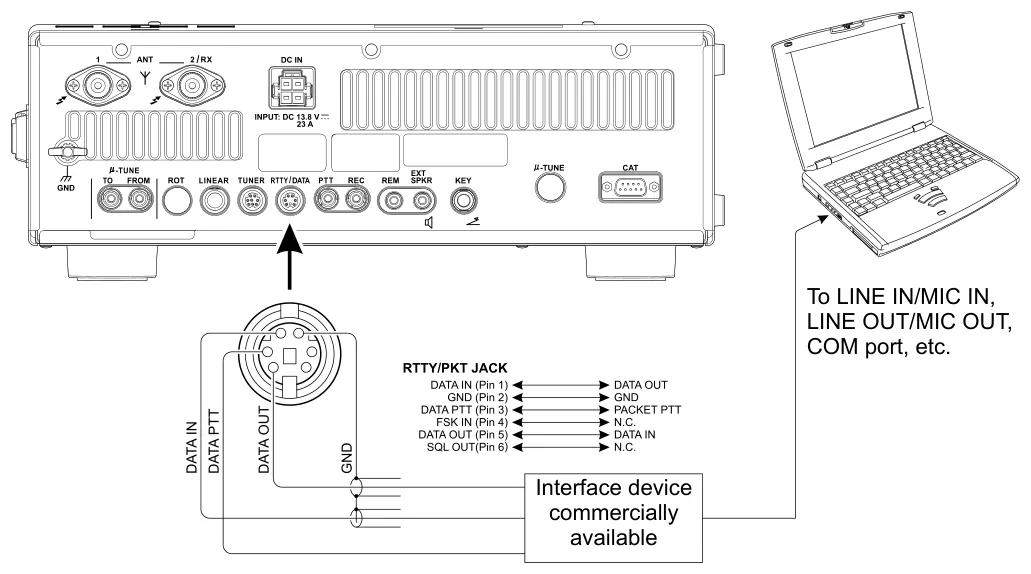 1 ANT 2/RX
DC IN
INPUT: DC 13.8 V
23 A
µ-TUNE
TO FROM ROT LINEAR TUNER RTTY/DATA PTT REC REM EXT SPKR KEY
GND
µ-TUNE
CAT
To LINE IN/MIC IN,
LINE OUT/MIC OUT,
COM port, etc.
RTTY/PKT JACK
DATA IN (Pin 1) DATA OUT
GND (Pin 2) GND
DATA PTT (Pin 3) PACKET PTT
FSK IN (Pin 4) N.C.
DATA OUT (Pin 5) DATA IN
SQL OUT(Pin 6) N.C.
DATA IN
DATA PTT
DATA OUT
GND
Interface device
commercially
available